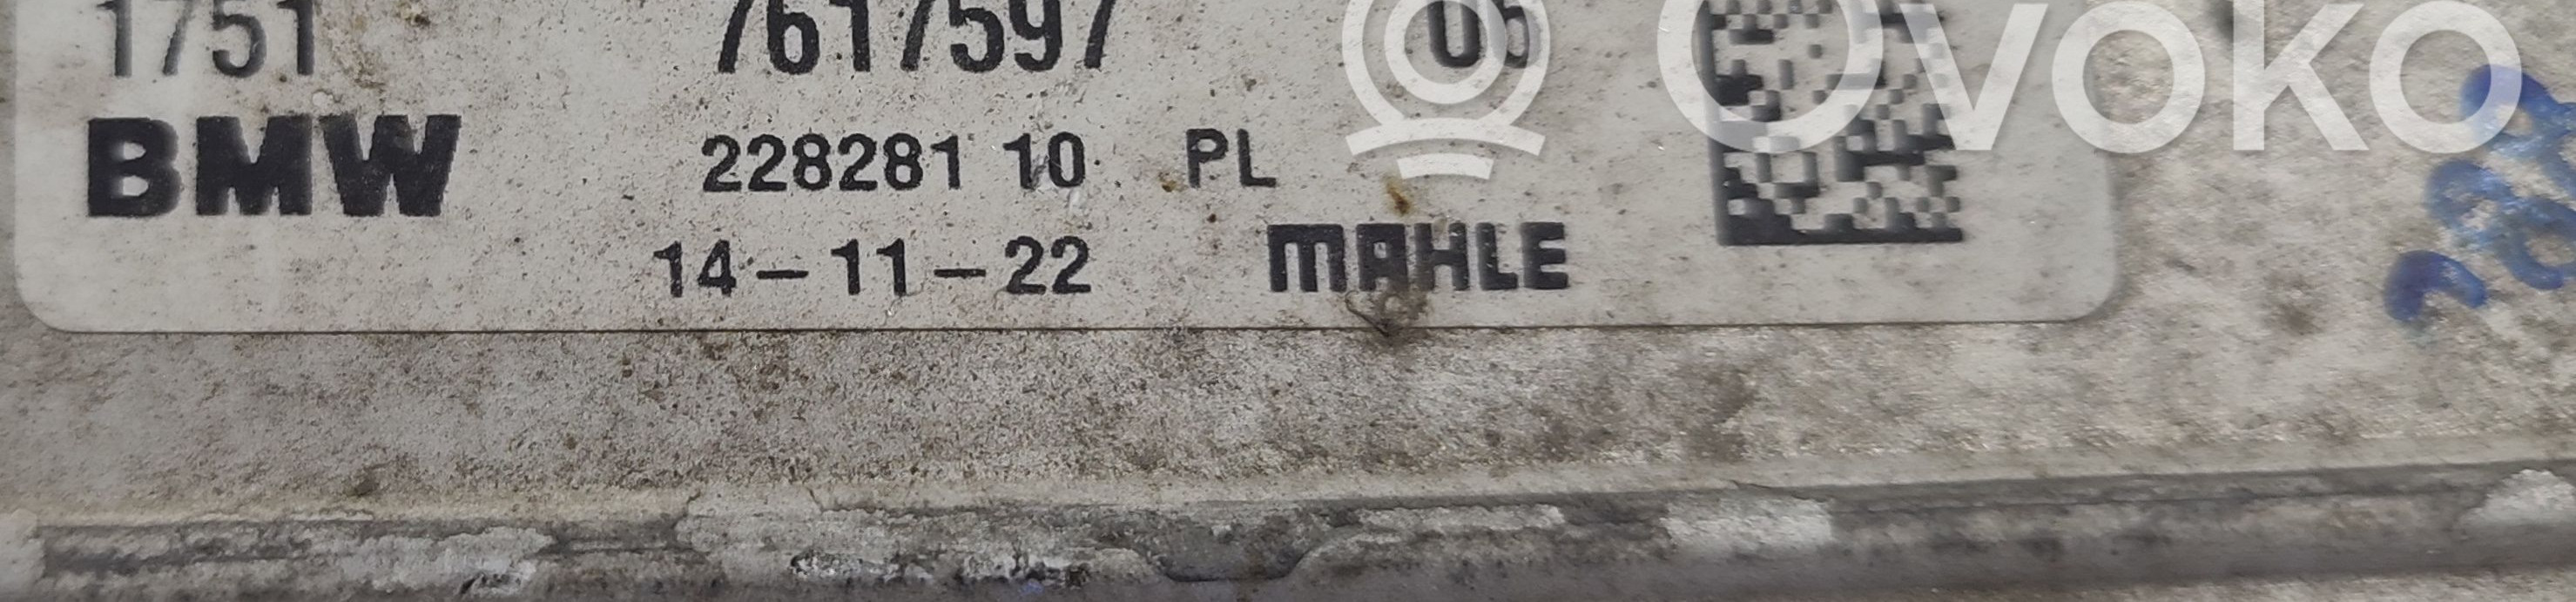 1751 7617597 05
BMW 228281 10 PL
14-11-22 MAHLE
Ovoko